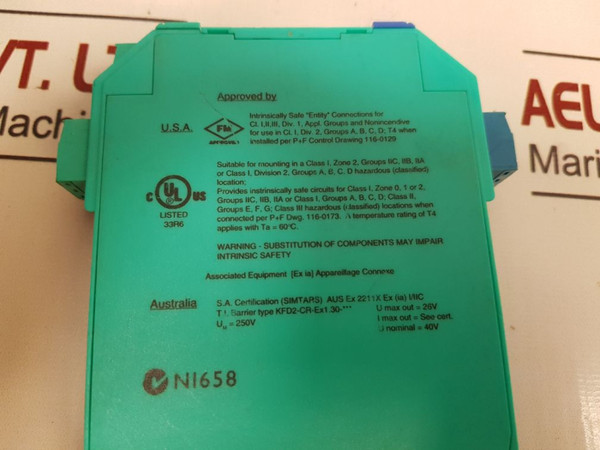 VT. L
Machin
AEU
Mari
Approved by
U.S.A.
FM
APPROVED
Intrinsically Safe "Entity" Connections for
Cl. I,II,III, Div. 1, Appl. Groups and Nonincendive
for use in Cl. I, Div. 2, Groups A, B, C, D; T4 when
installed per P+F Control Drawing 116-0129
Suitable for mounting in a Class I, Zone 2, Groups IIC, IIB, IIA
or Class I, Division 2, Groups A, B, C, D hazardous (classified)
location;
Provides instrinsically safe circuits for Class I, Zone 0, 1 or 2,
Groups IIC, IIB, IIA or Class I, Groups A, B, C, D; Class II,
Groups E, F, G; Class III hazardous (classified) locations when
connected per P+F Dwg. 116-0173. A temperature rating of T4
applies with Ta = 60°C.
C UL US
LISTED
33R6
WARNING - SUBSTITUTION OF COMPONENTS MAY IMPAIR
INTRINSIC SAFETY
Associated Equipment [Ex ia] Appareillage Connexe
Australia
S.A. Certification (SIMTARS) AUS Ex 2211X Ex (ia) I/IIC
Barrier type KFD2-CR-Ex1.30-*** U max out = 26V
UM = 250V I max out = See cert.
U nominal = 40V
N1658